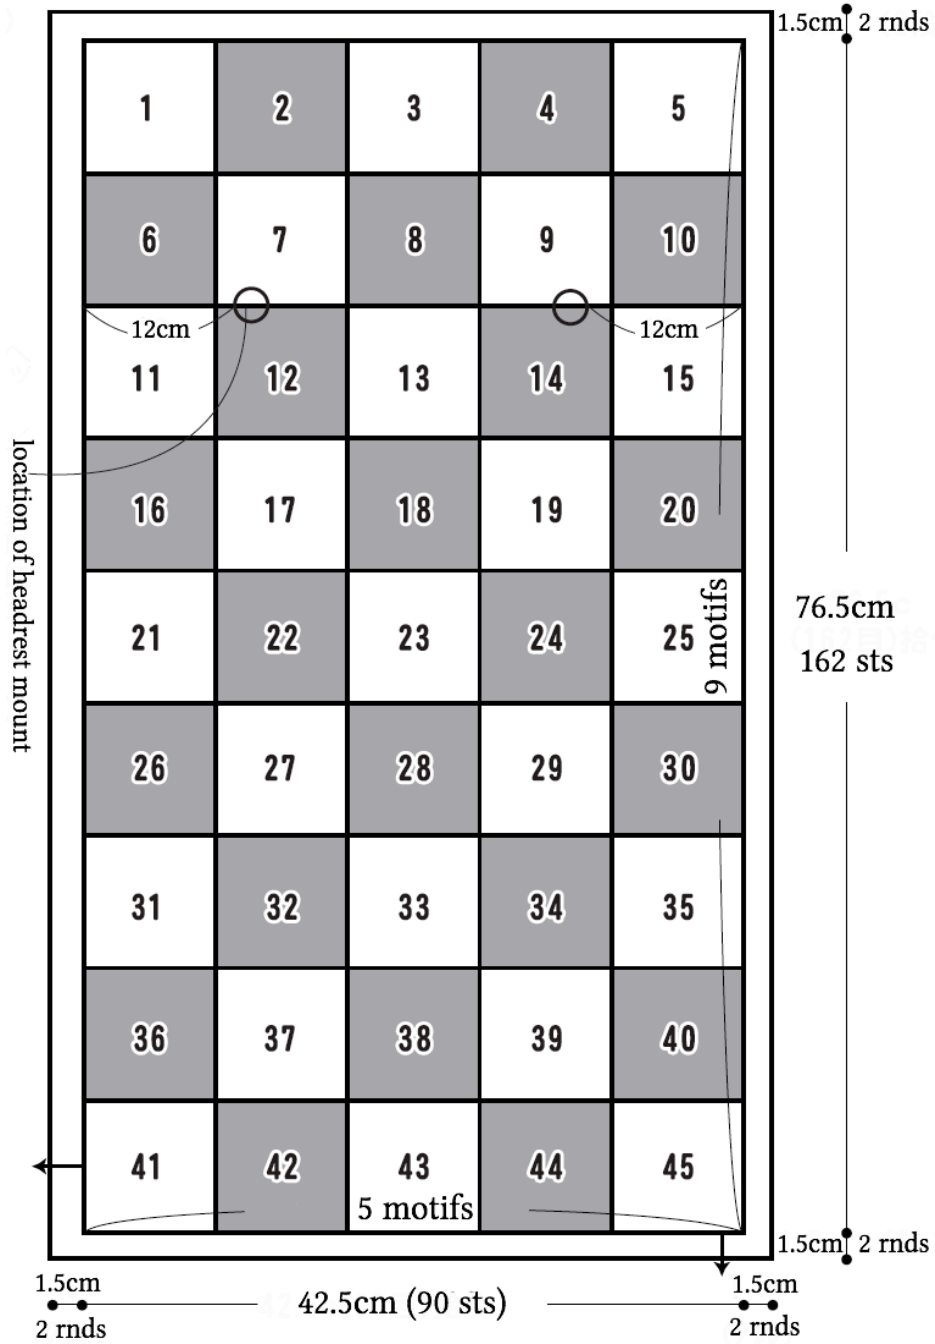 1.5cm 2 rnds
1 2 3 4 5
6 7 8 9 10
12cm 12cm
11 12 13 14 15
location of headrest mount
16 17 18 19 20
21 22 23 24 25
9 motifs
76.5cm
162 sts
26 27 28 29 30
31 32 33 34 35
36 37 38 39 40
41 42 43 44 45
5 motifs
1.5cm 2 rnds
1.5cm
2 rnds
42.5cm (90 sts)
1.5cm
2 rnds